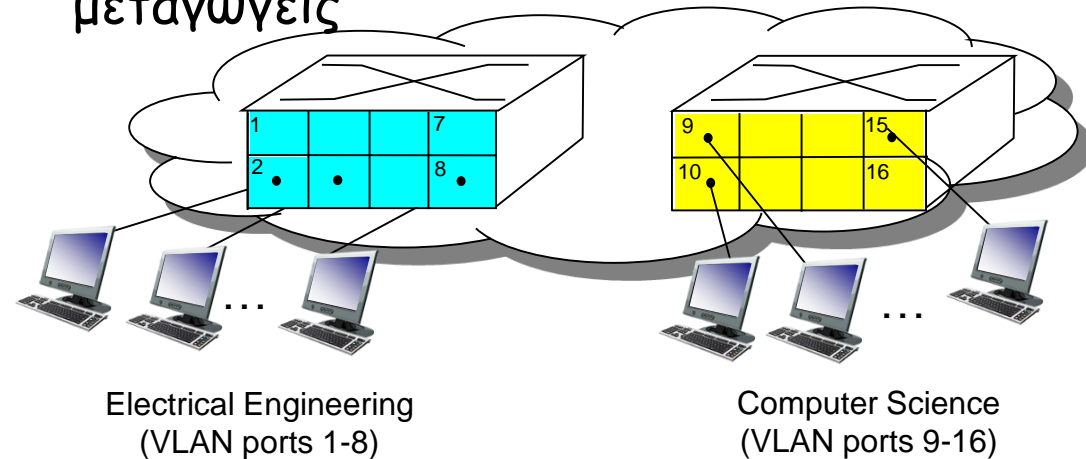 μεταγωγείς
1 7 9 15
2 8 10 16
... ...
Electrical Engineering
(VLAN ports 1-8)
Computer Science
(VLAN ports 9-16)